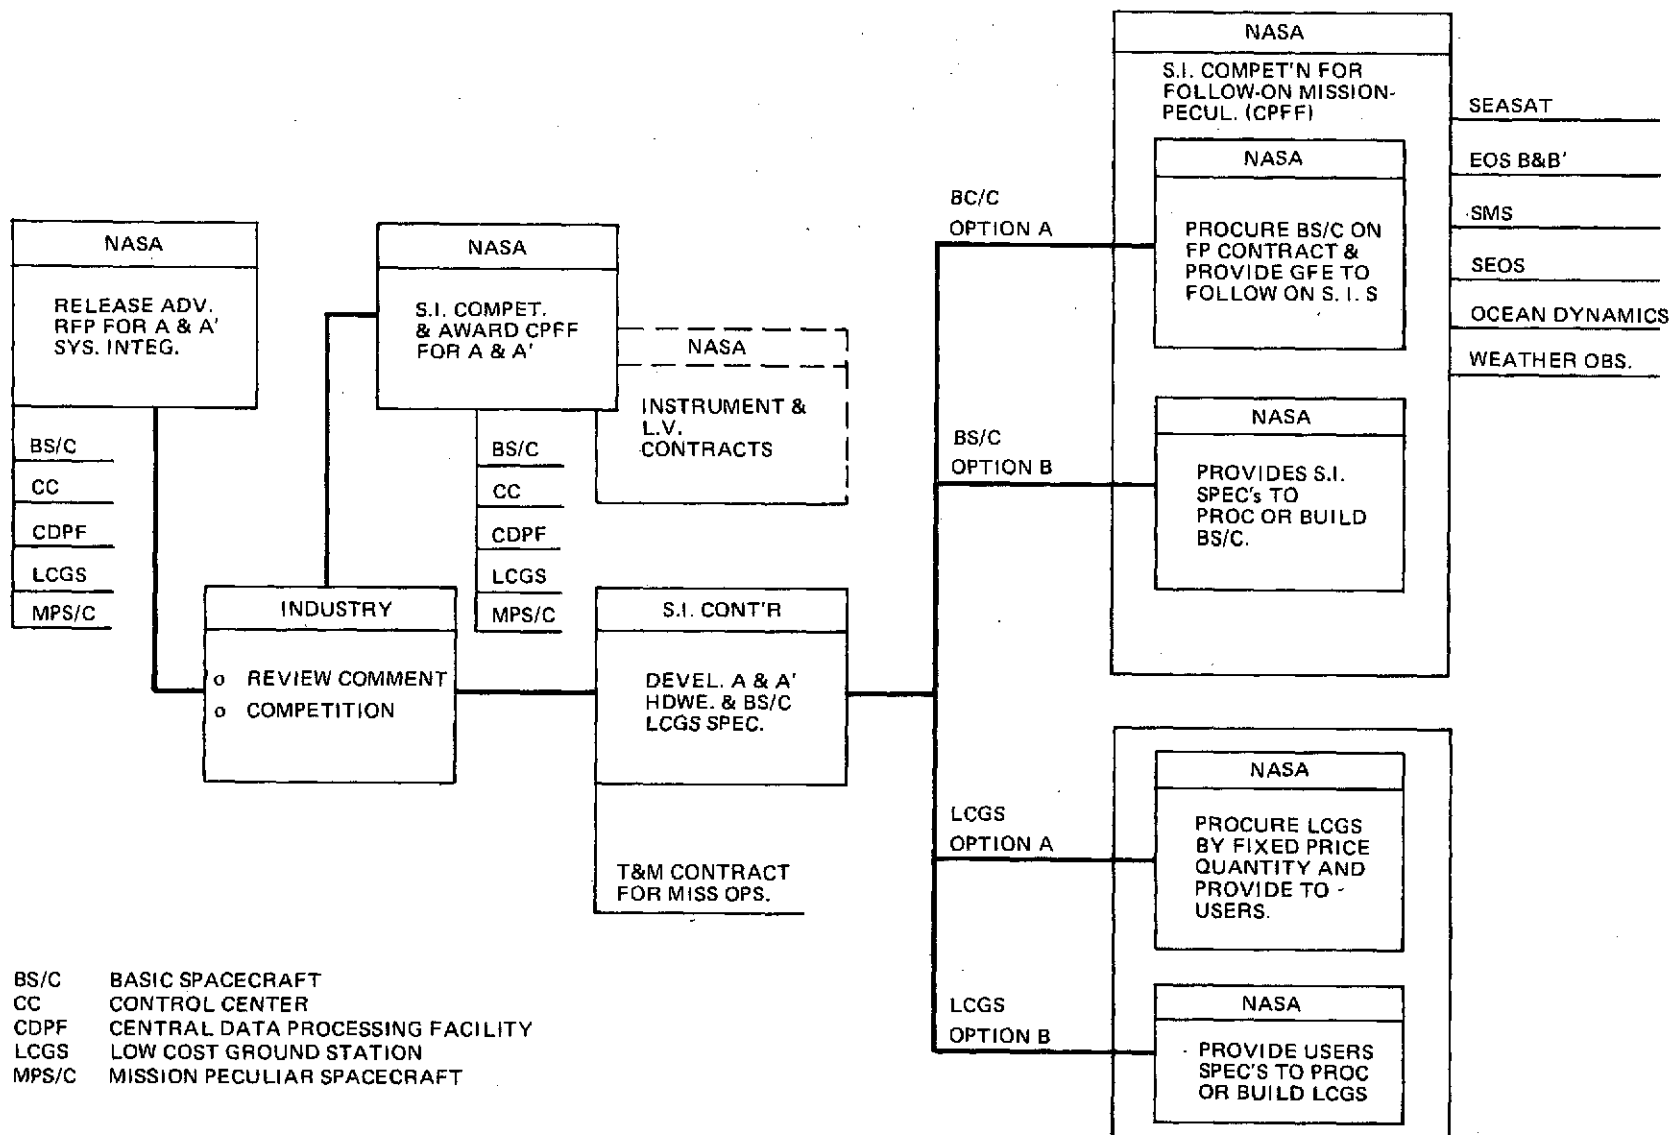 NASA
RELEASE ADV.
RFP FOR A & A'
SYS. INTEG.
BS/C
CC
CDPF
LCGS
MPS/C
INDUSTRY
o REVIEW COMMENT
o COMPETITION
NASA
S.I. COMPET.
& AWARD CPFF
FOR A & A'
BS/C
CC
CDPF
LCGS
MPS/C
NASA
INSTRUMENT &
L.V.
CONTRACTS
S.I. CONT'R
DEVEL. A & A'
HDWE. & BS/C
LCGS SPEC.
T&M CONTRACT
FOR MISS OPS.
BC/C
OPTION A
BS/C
OPTION B
LCGS
OPTION A
LCGS
OPTION B
NASA
S.I. COMPET'N FOR
FOLLOW-ON MISSION-
PECUL. (CPFF)
NASA
PROCURE BS/C ON
FP CONTRACT &
PROVIDE GFE TO
FOLLOW ON S. I. S
NASA
PROVIDES S.I.
SPEC's TO
PROC OR BUILD
BS/C.
SEASAT
EOS B&B'
SMS
SEOS
OCEAN DYNAMICS
WEATHER OBS.
NASA
PROCURE LCGS
BY FIXED PRICE
QUANTITY AND
PROVIDE TO
USERS.
NASA
PROVIDE USERS
SPEC'S TO PROC
OR BUILD LCGS
BS/C BASIC SPACECRAFT
CC CONTROL CENTER
CDPF CENTRAL DATA PROCESSING FACILITY
LCGS LOW COST GROUND STATION
MPS/C MISSION PECULIAR SPACECRAFT